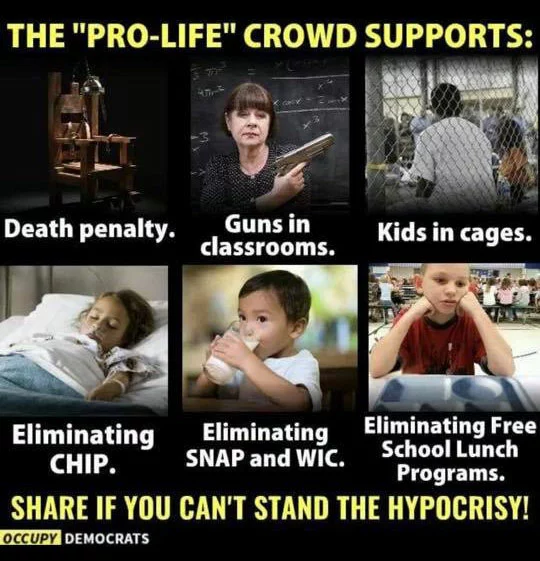 THE "PRO-LIFE" CROWD SUPPORTS:
Death penalty.
Guns in
classrooms.
Kids in cages.
Eliminating
CHIP.
Eliminating
SNAP and WIC.
Eliminating Free
School Lunch
Programs.
SHARE IF YOU CAN'T STAND THE HYPOCRISY!
OCCUPY DEMOCRATS